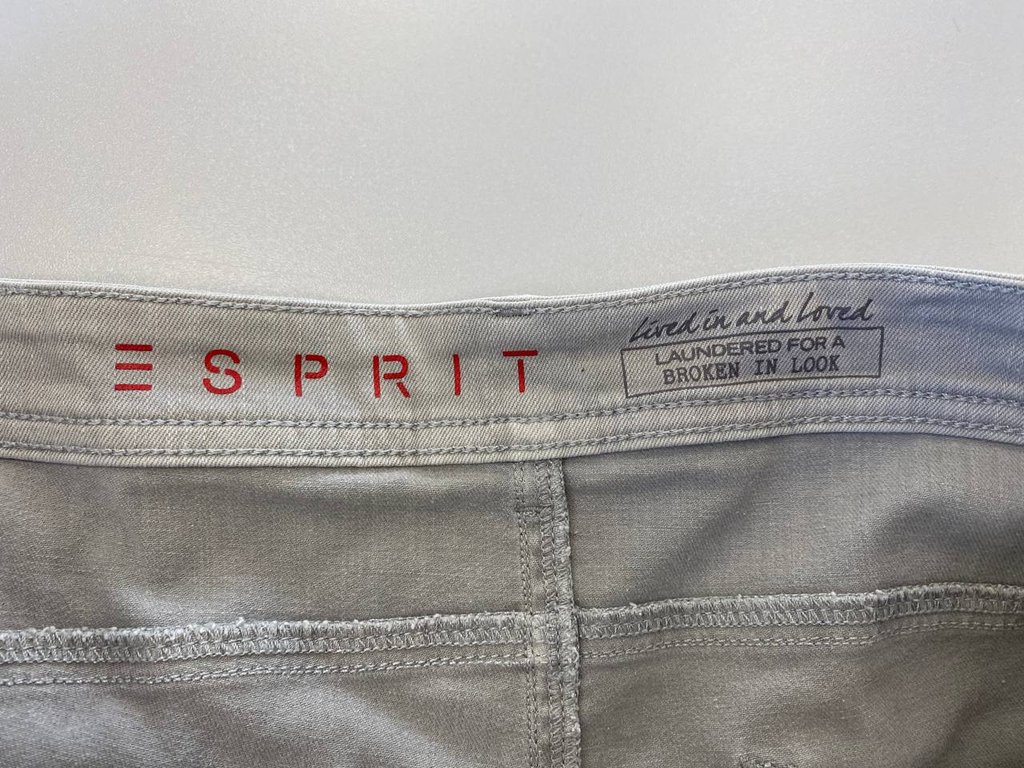 ESPRIT
Lived in and Loved
LAUNDERED FOR A
BROKEN IN LOOK